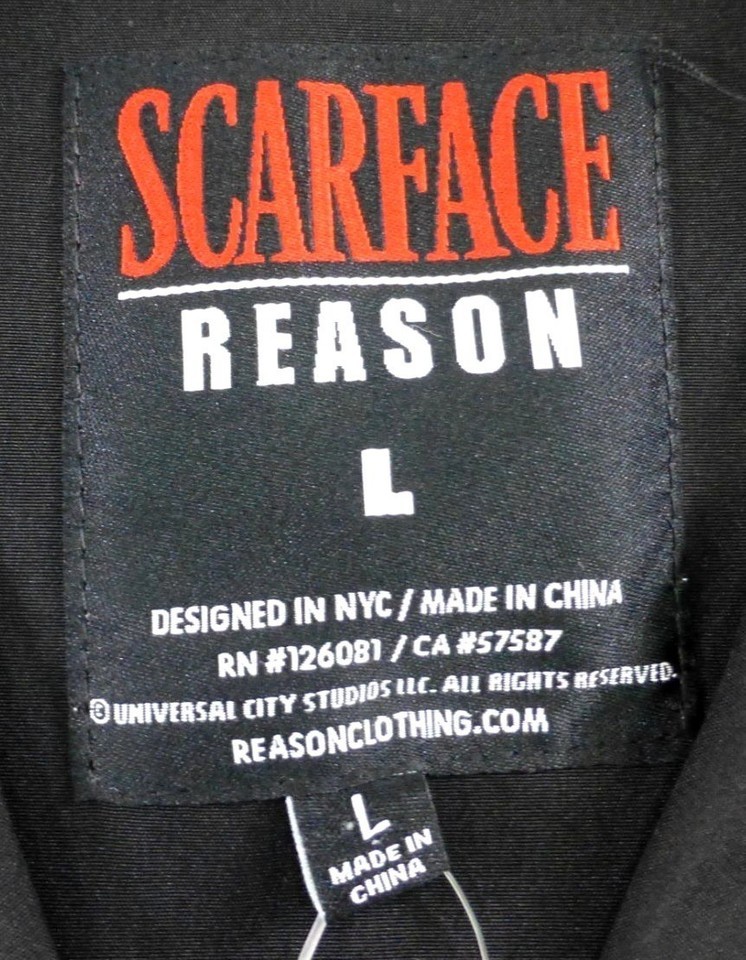 SCARFACE
REASON
L
DESIGNED IN NYC / MADE IN CHINA
RN #126081 / CA #57587
©UNIVERSAL CITY STUDIOS LLC. ALL RIGHTS RESERVED.
REASONCLOTHING.COM
L
MADE IN
CHINA